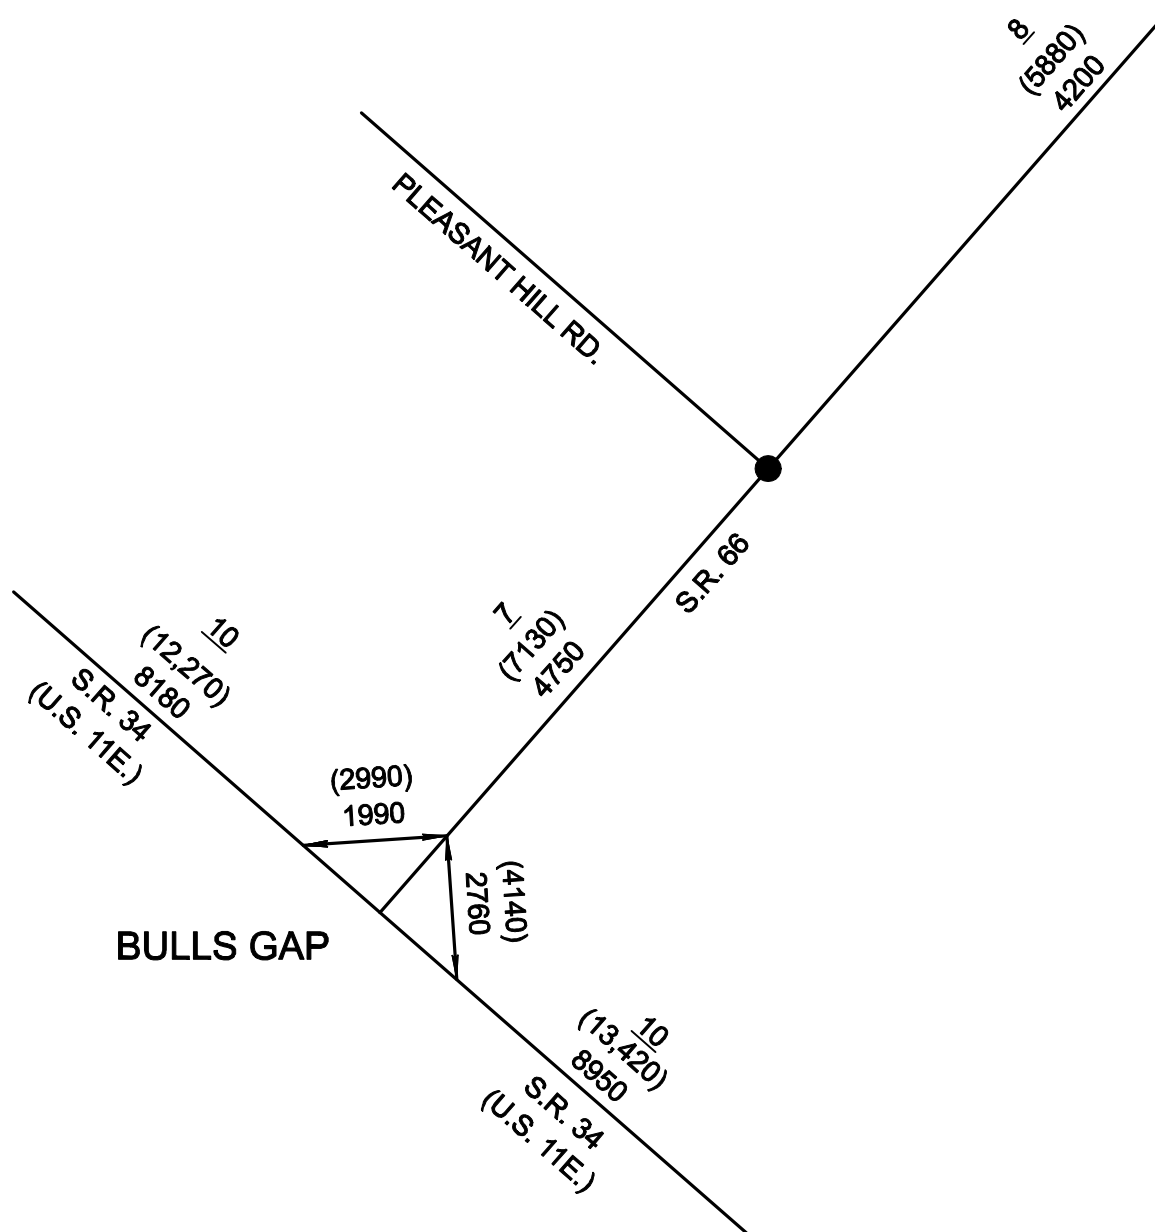 8
(5880)
4200
PLEASANT HILL RD.
S.R. 66
7
(7130)
4750
10
(12,270)
8180
S.R. 34
(U.S. 11E.)
(2990)
1990
(4140)
2760
BULLS GAP
10
(13,420)
8950
S.R. 34
(U.S. 11E.)